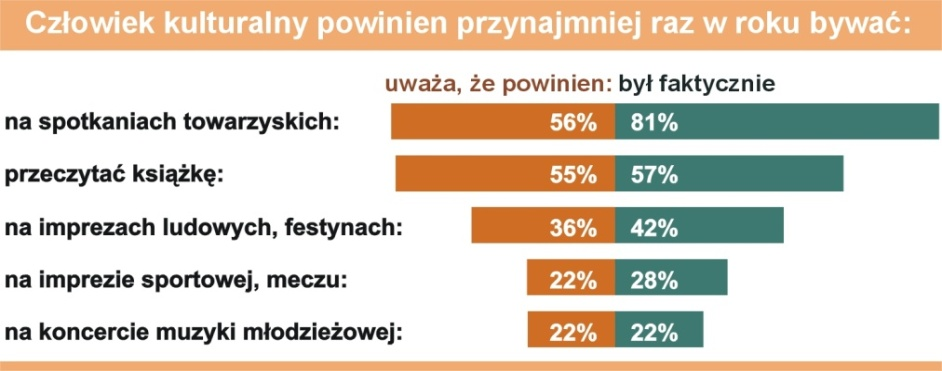 Człowiek kulturalny powinien przynajmniej raz w roku bywać:
uważa, że powinien: był faktycznie
na spotkaniach towarzyskich: 56% 81%
przeczytać książkę: 55% 57%
na imprezach ludowych, festynach: 36% 42%
na imprezie sportowej, meczu: 22% 28%
na koncercie muzyki młodzieżowej: 22% 22%